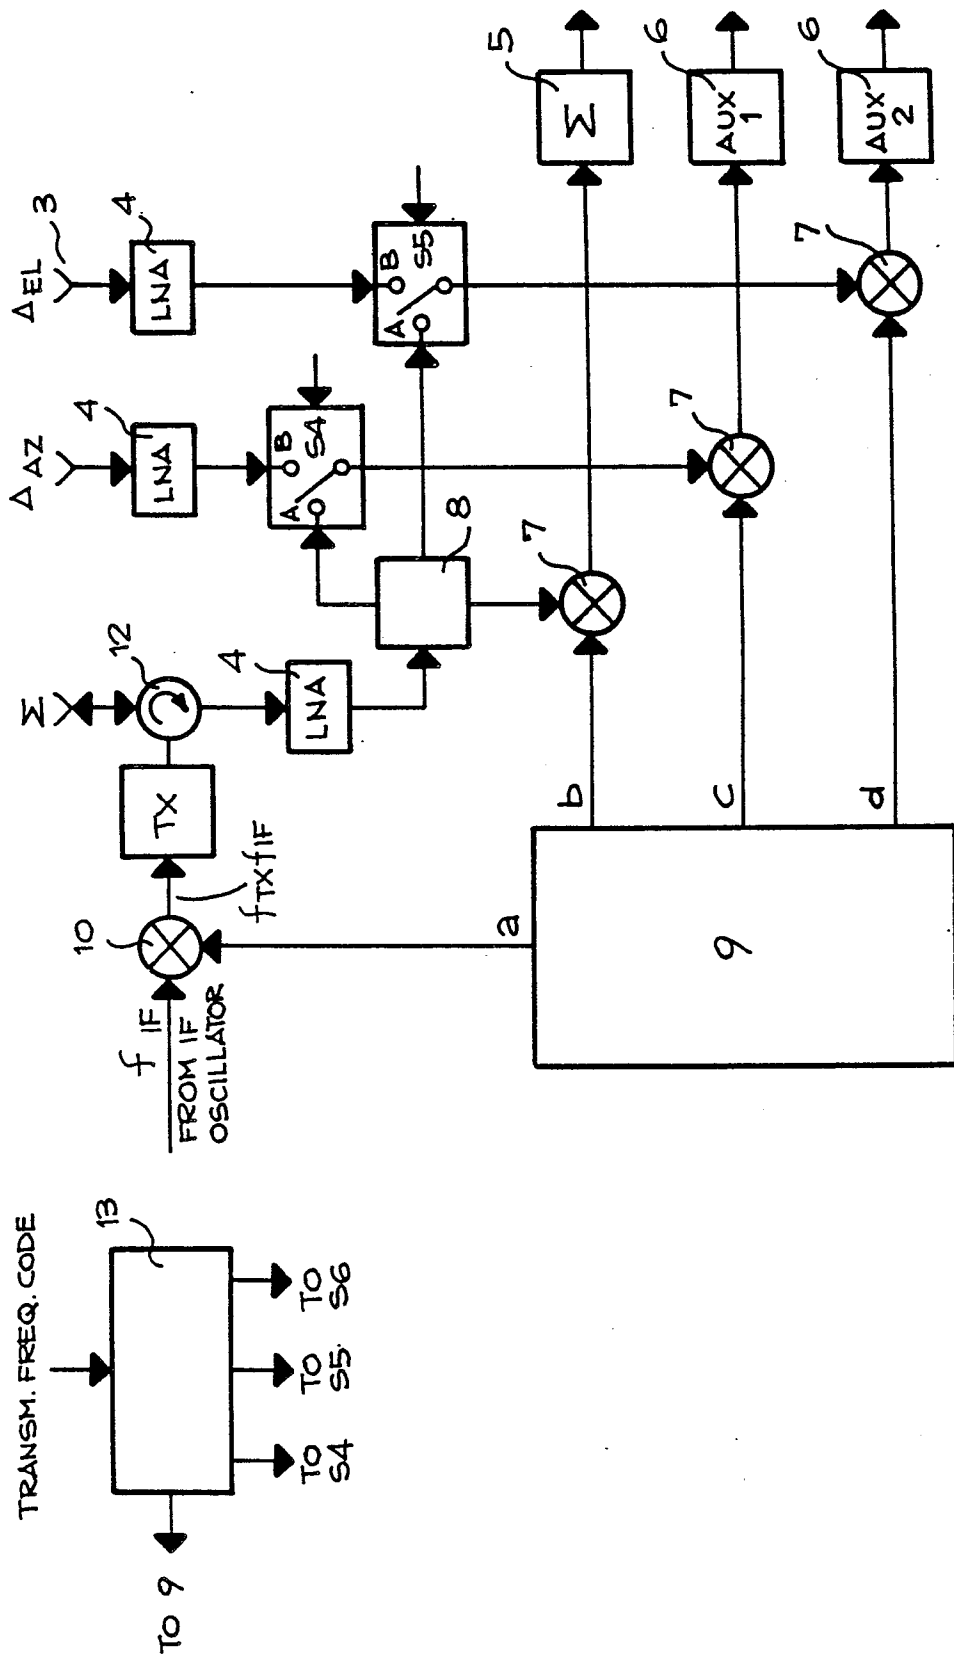 TRANSM. FREQ. CODE
13
TO 9
TO S4
TO S5
TO S6
f IF
FROM IF
OSCILLATOR
10
fTXfIF
TX
Σ
12
4
LNA
Δ AZ
4
LNA
A
B
S4
Δ EL
3
4
LNA
A
B
S5
8
7
7
7
5
Σ
6
AUX
1
6
AUX
2
a
b
c
d
9